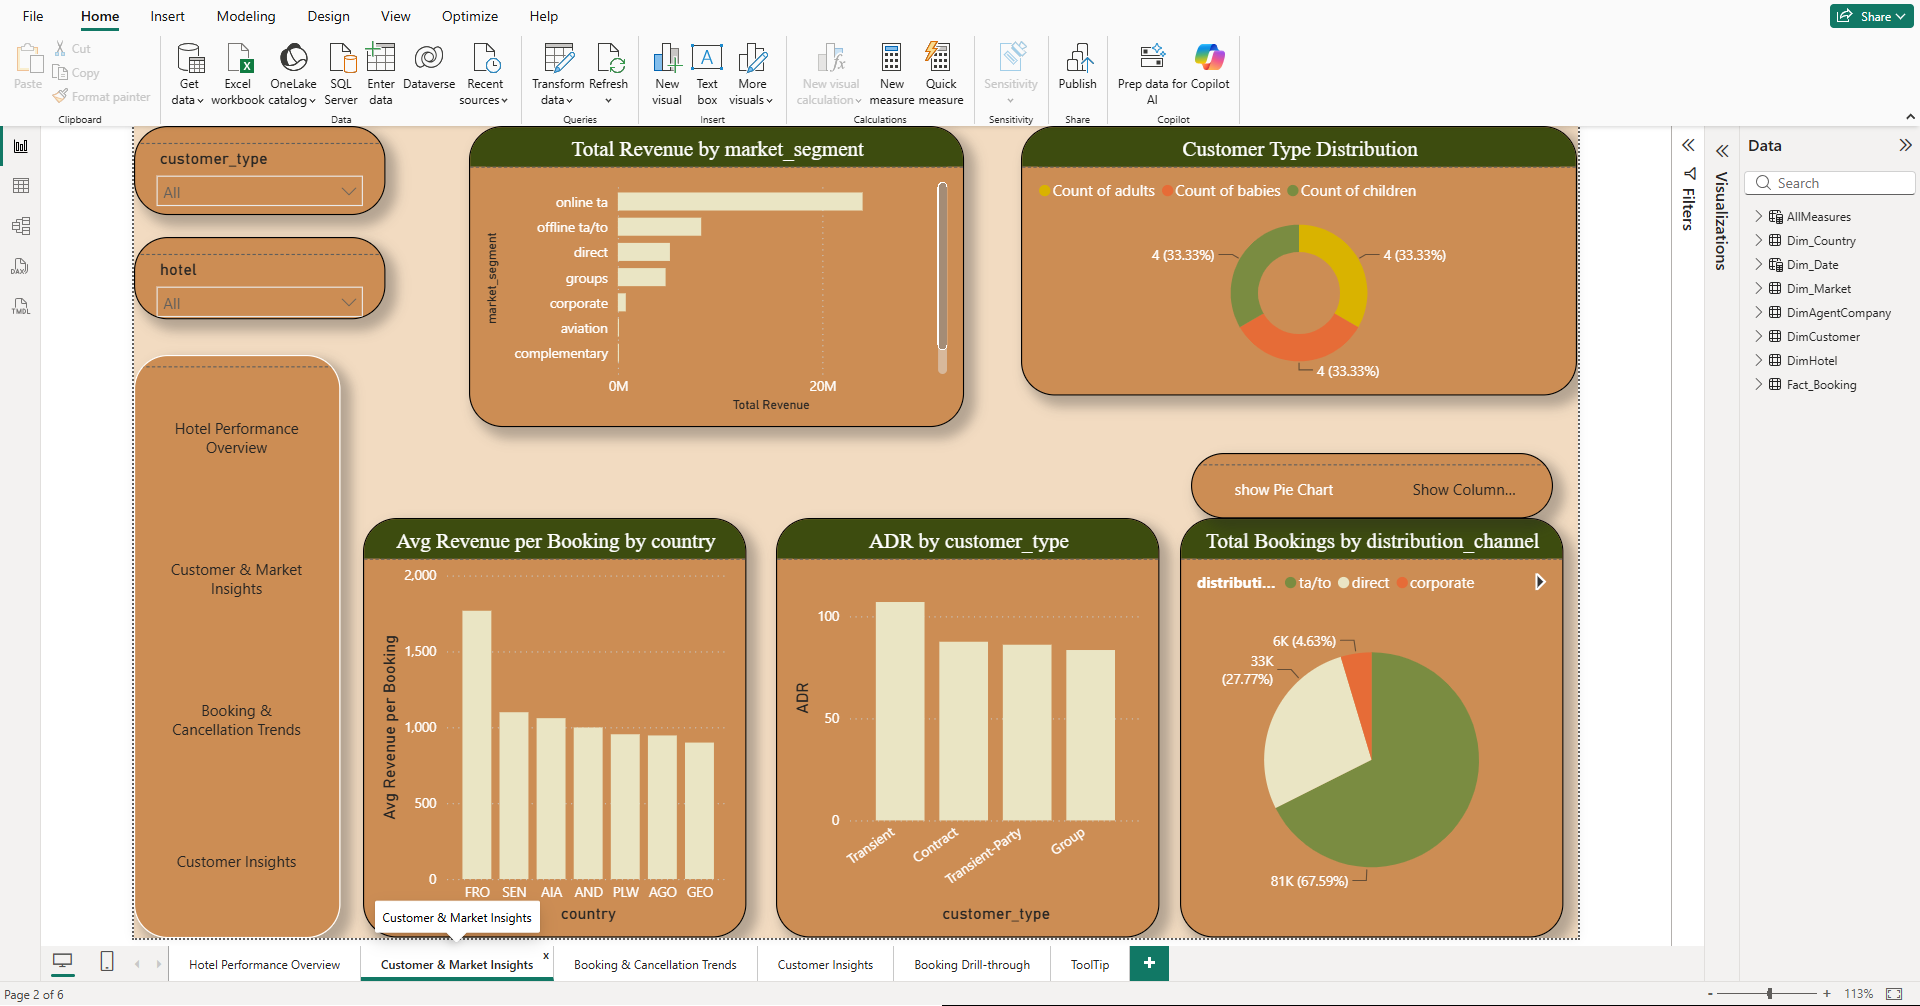 File Home Insert Modeling Design View Optimize Help
Share
Paste
Cut
Copy
Format painter
Clipboard
Get data
Excel workbook
OneLake catalog
SQL Server
Enter data
Dataverse
Recent sources
Data
Transform data
Refresh
Queries
New visual
Text box
More visuals
Insert
New visual calculation
New measure
Quick measure
Calculations
Sensitivity
Sensitivity
Publish
Share
Prep data for AI
Copilot
Copilot
customer_type
All
hotel
All
Hotel Performance
Overview
Customer & Market
Insights
Booking &
Cancellation Trends
Customer Insights
Total Revenue by market_segment
market_segment
online ta
offline ta/to
direct
groups
corporate
aviation
complementary
0M 20M
Total Revenue
Customer Type Distribution
Count of adults Count of babies Count of children
4 (33.33%)
4 (33.33%)
4 (33.33%)
show Pie Chart Show Column...
Avg Revenue per Booking by country
Avg Revenue per Booking
2,000
1,500
1,000
500
0
FRO SEN AIA AND PLW AGO GEO
country
Customer & Market Insights
ADR by customer_type
ADR
100
50
0
Transient
Contract
Transient-Party
Group
customer_type
Total Bookings by distribution_channel
distributi... ta/to direct corporate
6K (4.63%)
33K
(27.77%)
81K (67.59%)
Filters
Visualizations
Data
Search
AllMeasures
Dim_Country
Dim_Date
Dim_Market
DimAgentCompany
DimCustomer
DimHotel
Fact_Booking
DAX
TMDL
Hotel Performance Overview
Customer & Market Insights x
Booking & Cancellation Trends
Customer Insights
Booking Drill-through
ToolTip
+
Page 2 of 6
- + 113%